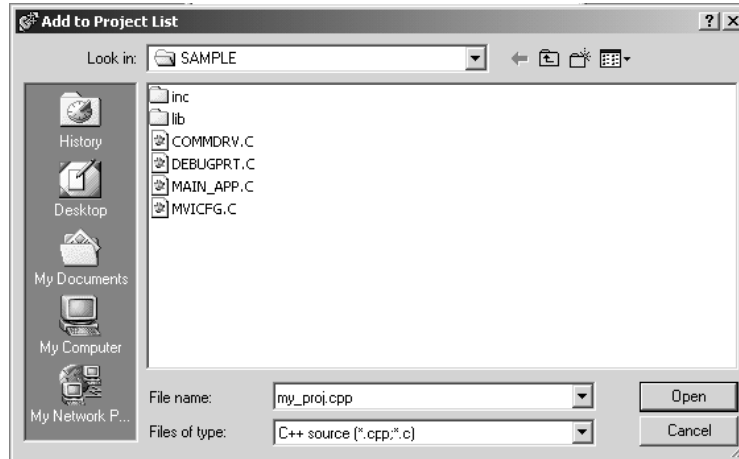 Add to Project List
Look in:
SAMPLE
History
Desktop
My Documents
My Computer
My Network P...
inc
lib
COMMDRV.C
DEBUGPRT.C
MAIN_APP.C
MVICFG.C
File name:
my_proj.cpp
Open
Files of type:
C++ source (*.cpp;*.c)
Cancel